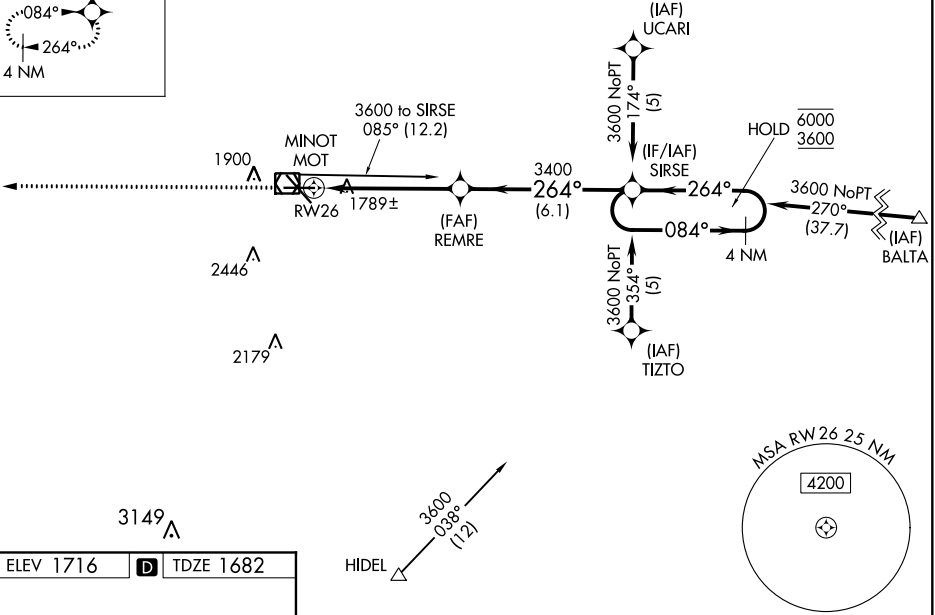 084°
264°
4 NM
(IAF)
UCARI
3600 NoPT
174°
(5)
3600 to SIRSE
085° (12.2)
HOLD
6000
3600
MINOT
MOT
1900
(IF/IAF)
SIRSE
3400
264°
(6.1)
264°
3600 NoPT
270°
(37.7)
(IAF)
BALTA
RW26
1789±
(FAF)
REMRE
084°
4 NM
2446
3600 NoPT
354°
(5)
2179
(IAF)
TIZTO
MSA RW 26 25 NM
4200
3149
3600
038°
(12)
HIDEL
ELEV 1716 D TDZE 1682